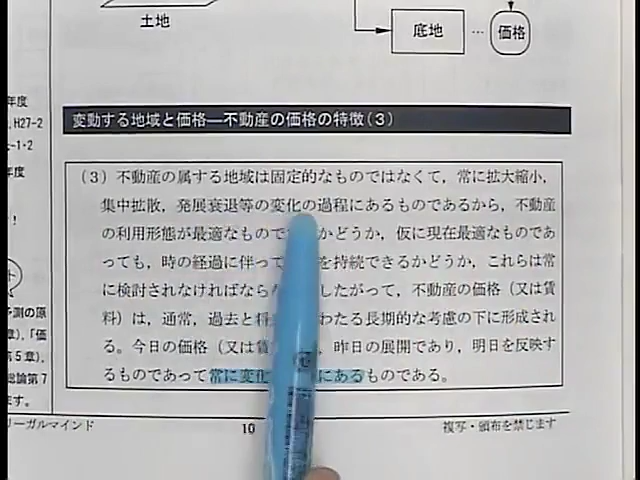 土地
底地 … 価格
年度
H27-2
-1・2
年度
変動する地域と価格―不動産の価格の特徴(3)
(3)不動産の属する地域は固定的なものではなくて,常に拡大縮小,
集中拡散,発展衰退等の変化の過程にあるものであるから,不動産
の利用形態が最適なもので かどうか,仮に現在最適なものであ
っても,時の経過に伴って を持続できるかどうか,これらは常
に検討されなければなら したがって,不動産の価格(又は賃
料)は,通常,過去と将 わたる長期的な考慮の下に形成され
る。今日の価格(又は賃 ,昨日の展開であり,明日を反映す
るものであって常に変化 にあるものである。
ト
予測の原
章),「価
第5章),
総論第7
ます。
リーガルマインド
10
複写・頒布を禁じます